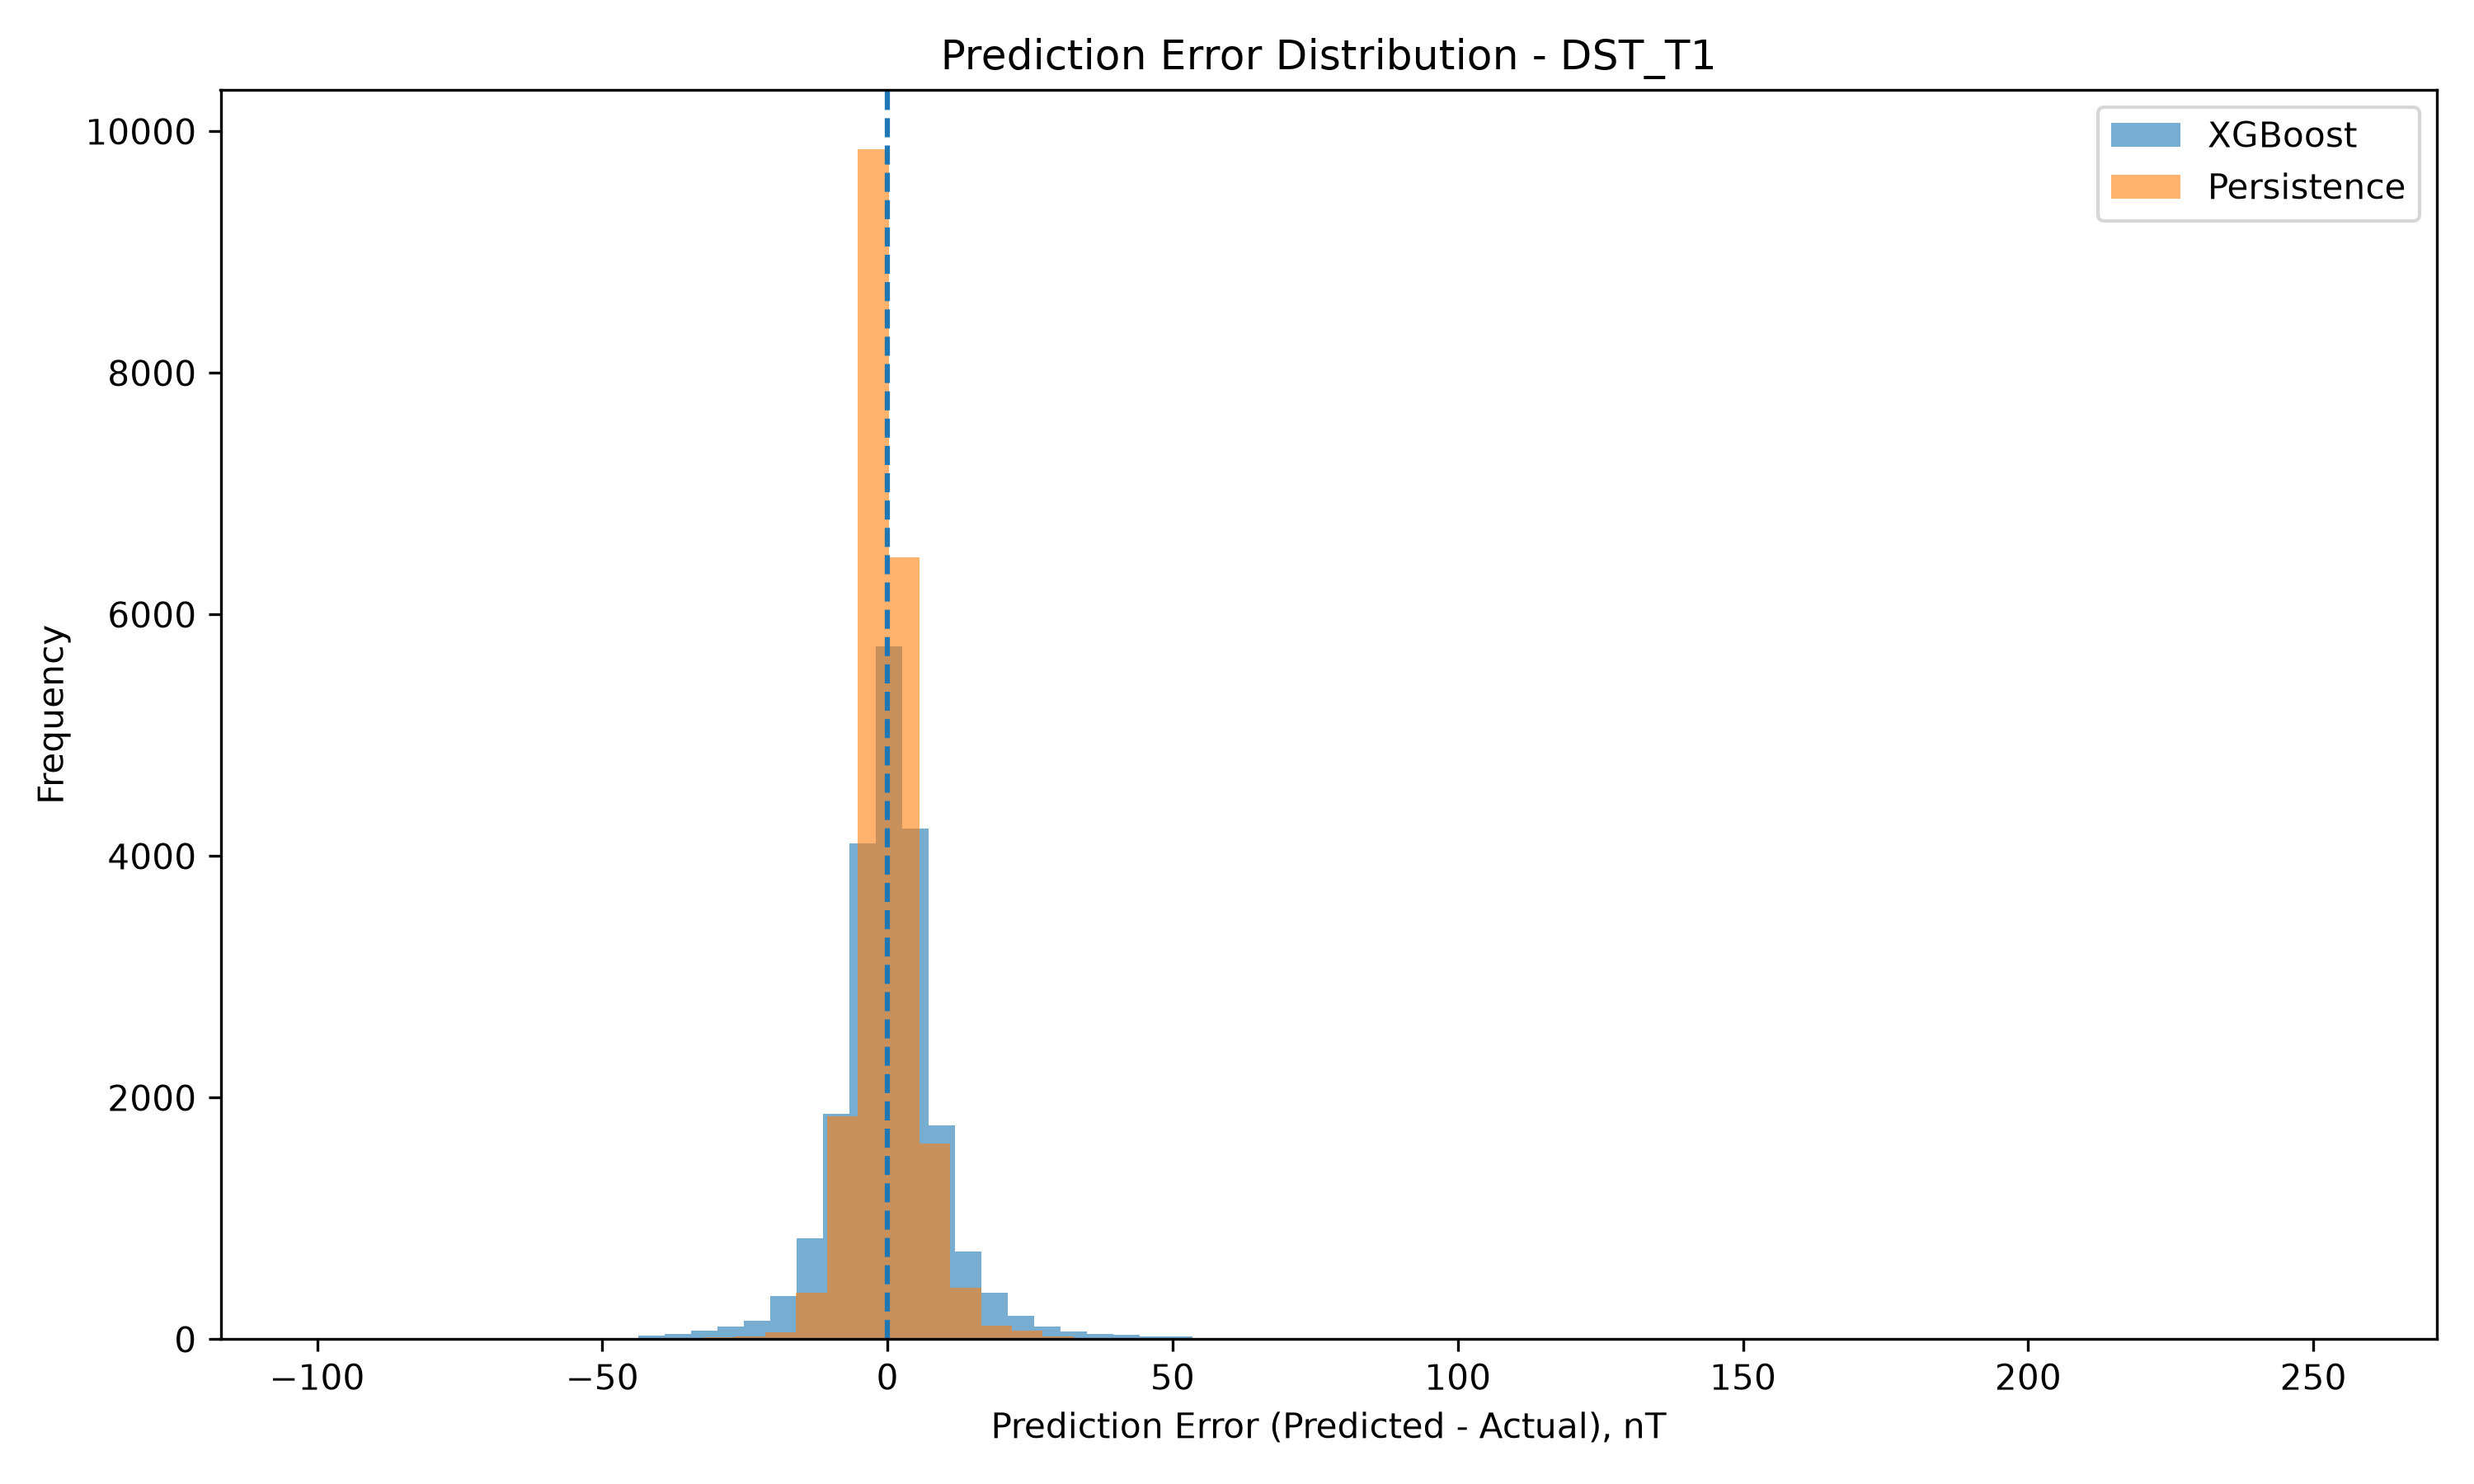 Prediction Error Distribution - DST_T1
XGBoost
Persistence
10000
8000
6000
4000
2000
0
Frequency
−100
−50
0
50
100
150
200
250
Prediction Error (Predicted - Actual), nT